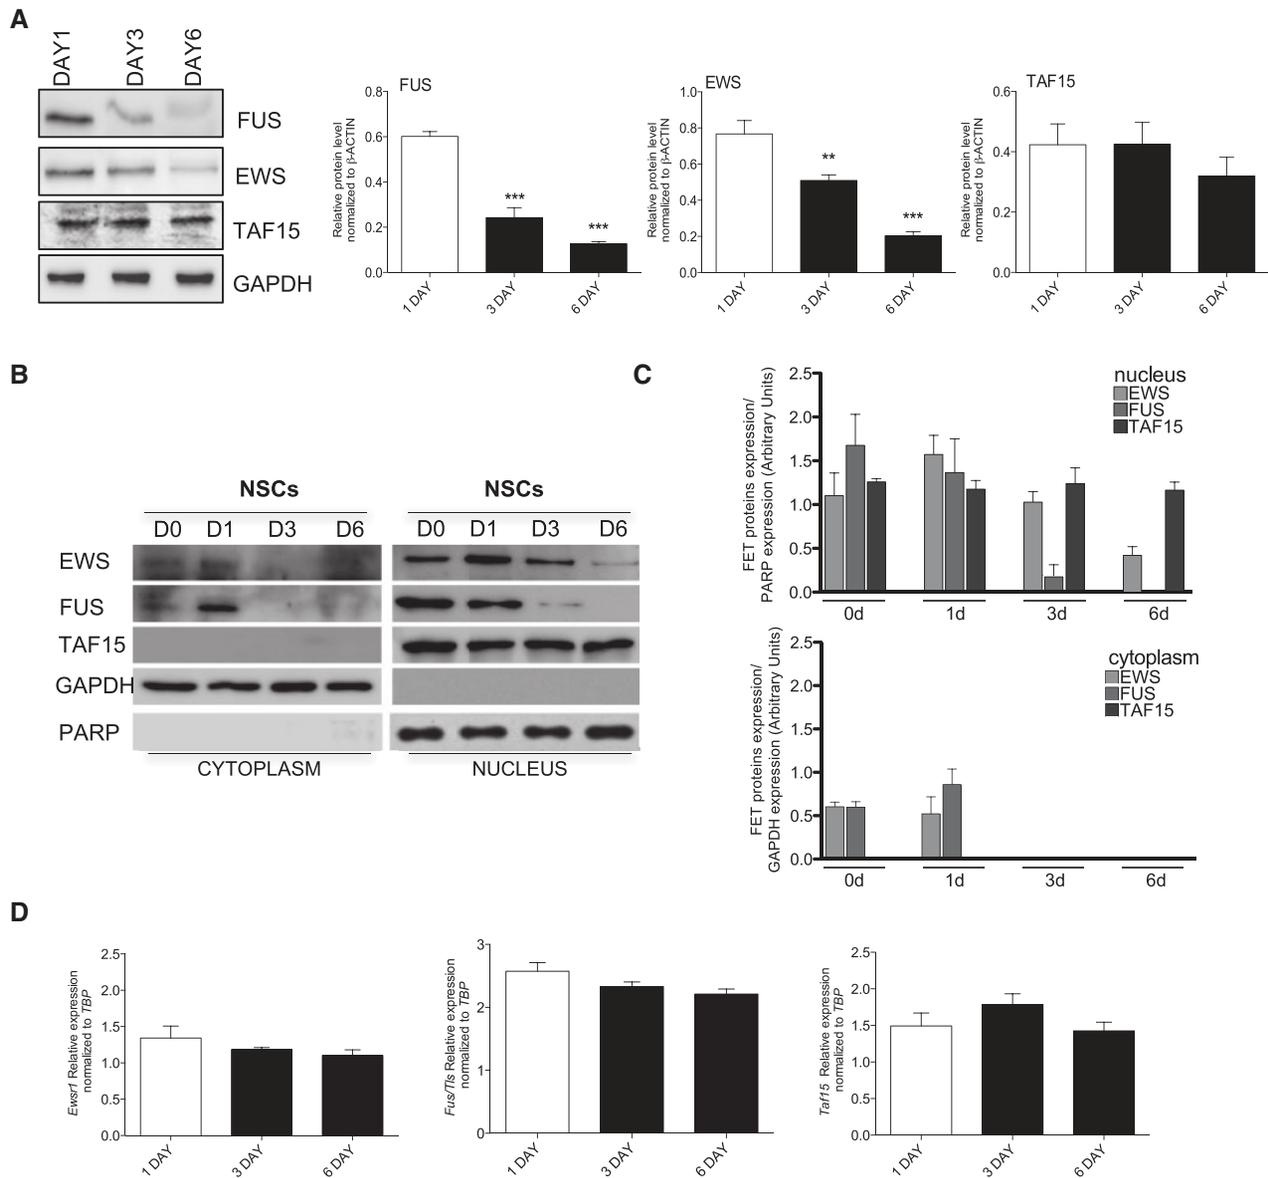 A
DAY1
DAY3
DAY6
FUS
EWS
TAF15
GAPDH
FUS
Relative protein level
normalized to β-ACTIN
0.8
0.6
0.4
0.2
0.0
***
***
1 DAY
3 DAY
6 DAY
EWS
Relative protein level
normalized to β-ACTIN
1.0
0.8
0.6
0.4
0.2
0.0
**
***
1 DAY
3 DAY
6 DAY
TAF15
Relative protein level
normalized to β-ACTIN
0.6
0.4
0.2
0.0
1 DAY
3 DAY
6 DAY
B
NSCs
NSCs
D0 D1 D3 D6
D0 D1 D3 D6
EWS
FUS
TAF15
GAPDH
PARP
CYTOPLASM
NUCLEUS
C
FET proteins expression/
PARP expression (Arbitrary Units)
2.5
2.0
1.5
1.0
0.5
0.0
nucleus
EWS
FUS
TAF15
0d 1d 3d 6d
FET proteins expression/
GAPDH expression (Arbitrary Units)
2.5
2.0
1.5
1.0
0.5
0.0
cytoplasm
EWS
FUS
TAF15
0d 1d 3d 6d
D
Ewsr1 Relative expression
normalized to TBP
2.5
2.0
1.5
1.0
0.5
0.0
1 DAY
3 DAY
6 DAY
Fus/Tls Relative expression
normalized to TBP
3
2
1
0
1 DAY
3 DAY
6 DAY
Taf15 Relative expression
normalized to TBP
2.5
2.0
1.5
1.0
0.5
0.0
1 DAY
3 DAY
6 DAY